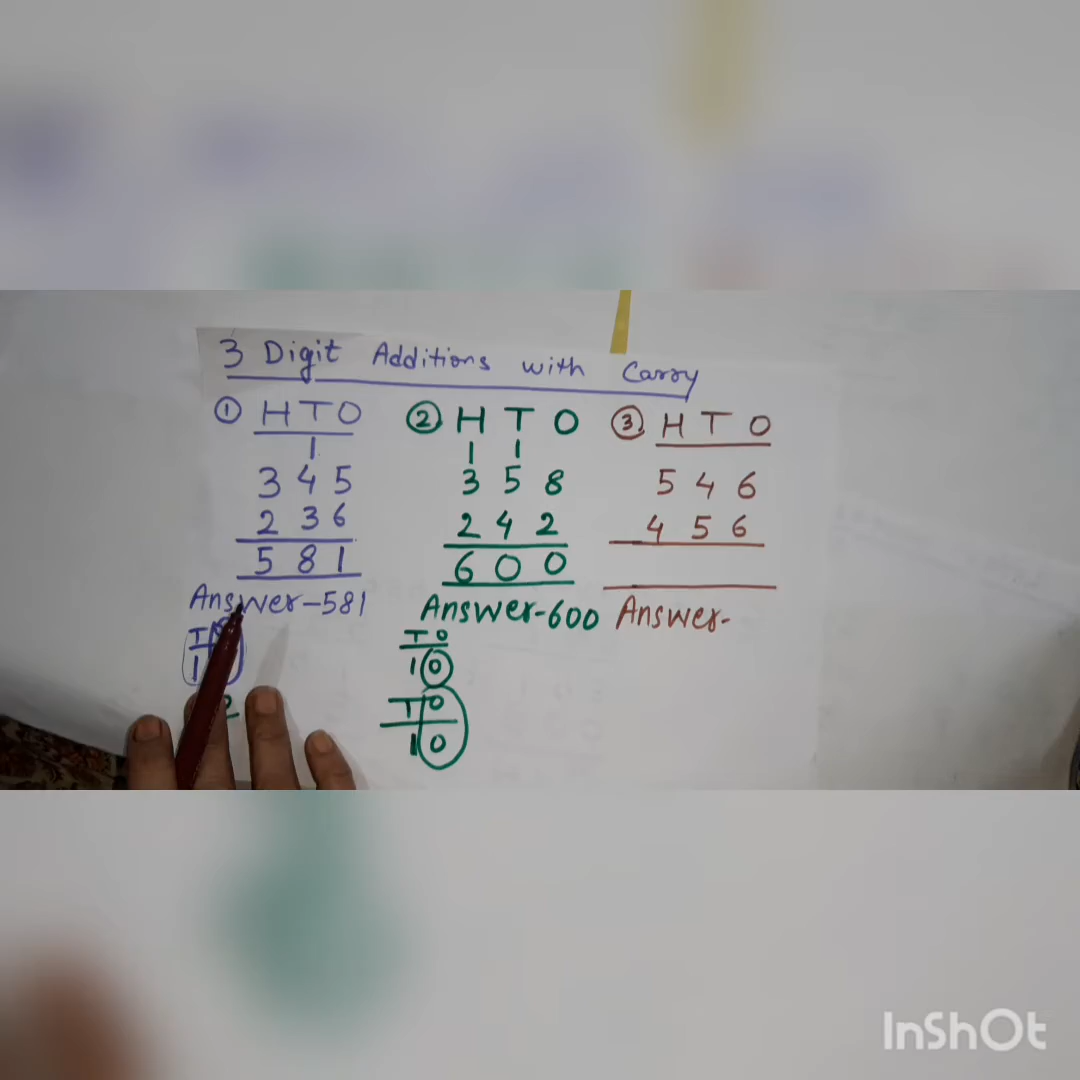 3 Digit Additions with Carry
① H T O
1
3 4 5
2 3 6
5 8 1
Answer-581
T
1
② H T O
1 1
3 5 8
2 4 2
6 0 0
Answer-600
T O
1 0
T O
1 0
③ H T O
5 4 6
4 5 6
Answer-
InShOt